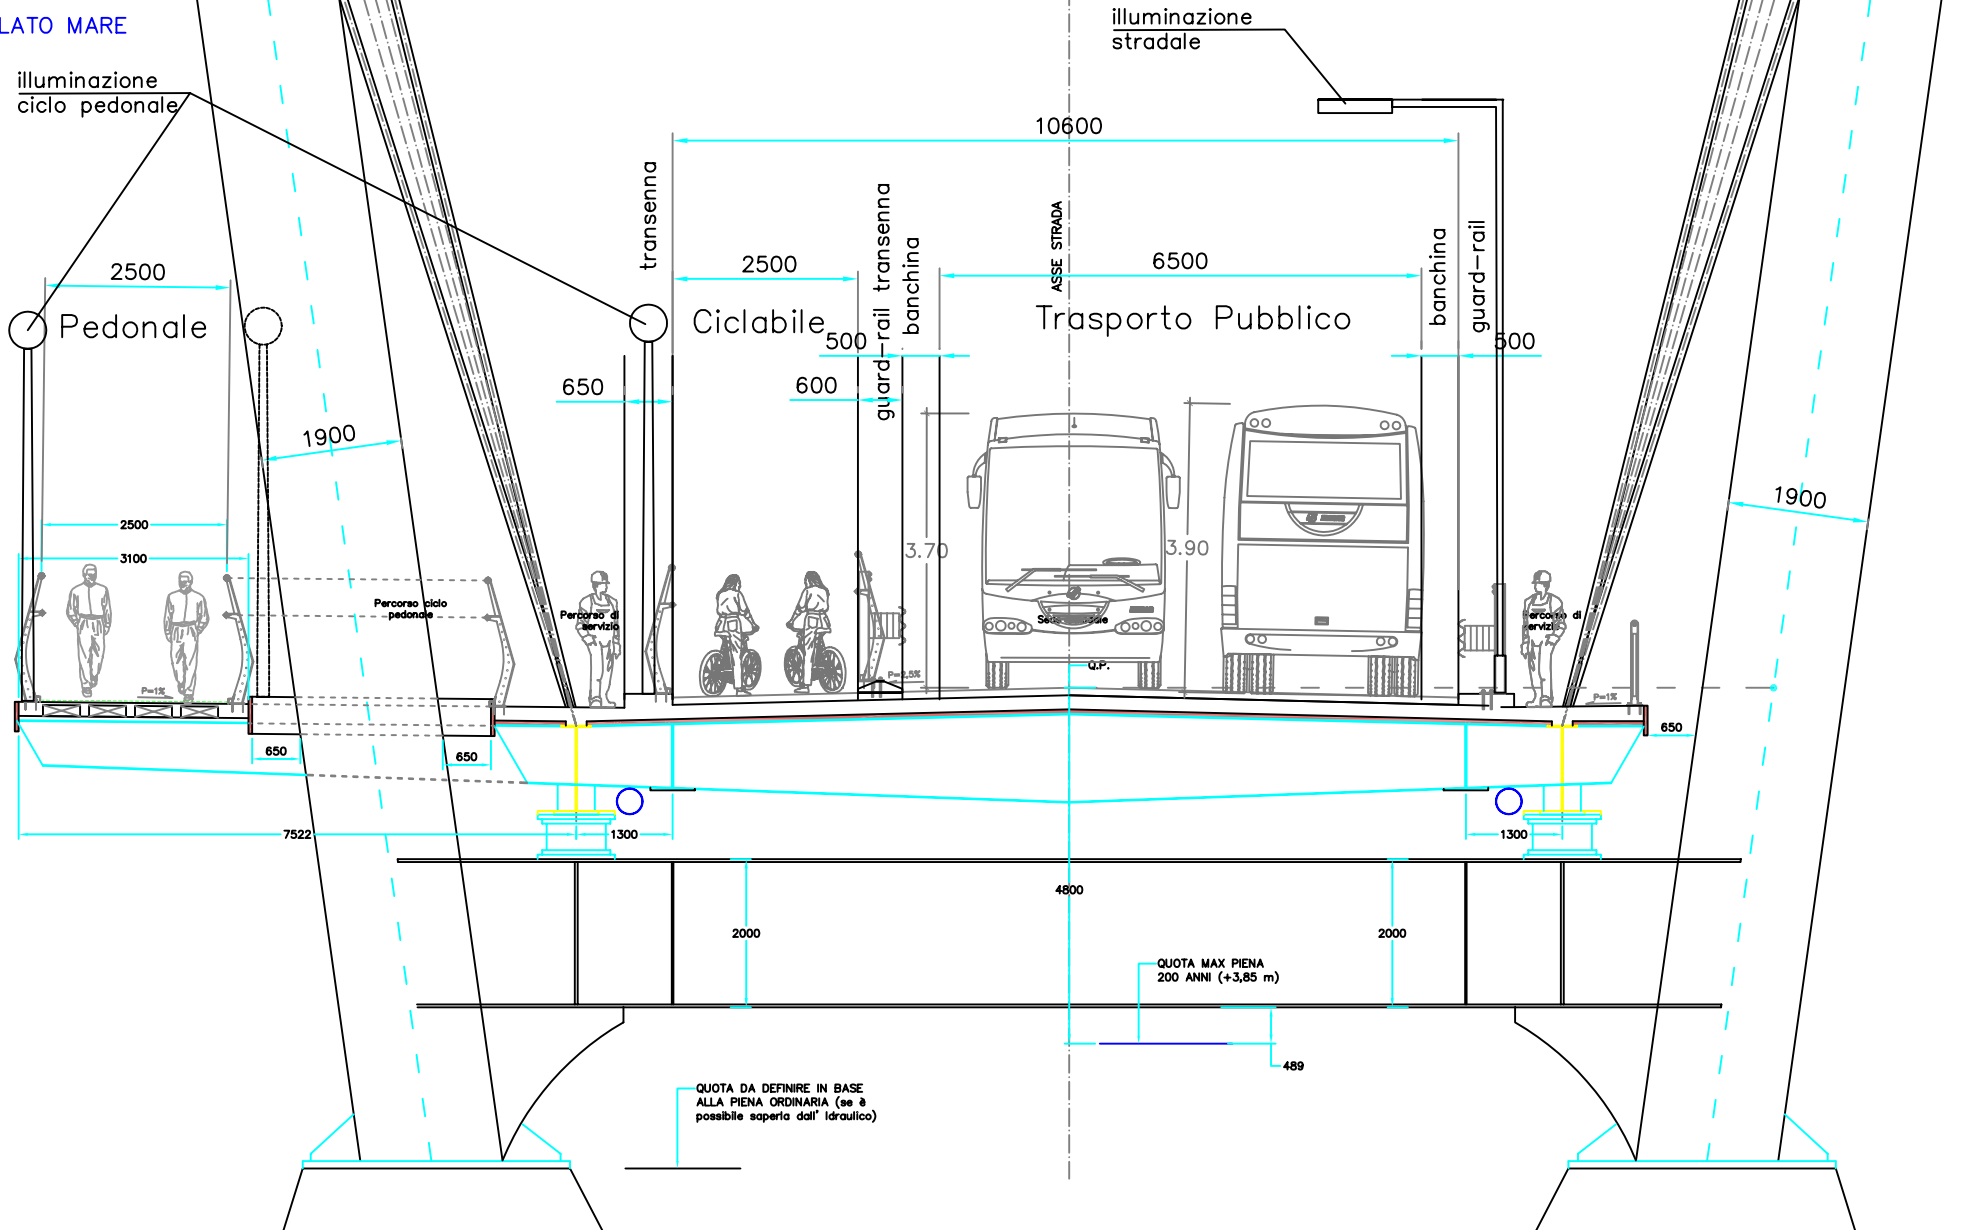 LATO MARE
illuminazione
ciclo pedonale
illuminazione
stradale
10600
transenna
guard-rail transenna
banchina
ASSE STRADA
banchina
guard-rail
2500
2500
6500
Pedonale
Ciclabile
Trasporto Pubblico
500
500
650
600
1900
1900
2500
3100
3.70
3.90
Percorso ciclo
pedonale
Percorso di
servizio
Q.P.
P=1%
P=2,5%
P=1%
650
650
650
7522
1300
1300
4800
2000
2000
QUOTA MAX PIENA
200 ANNI (+3,85 m)
489
QUOTA DA DEFINIRE IN BASE
ALLA PIENA ORDINARIA (se è
possibile saperla dall' Idraulico)